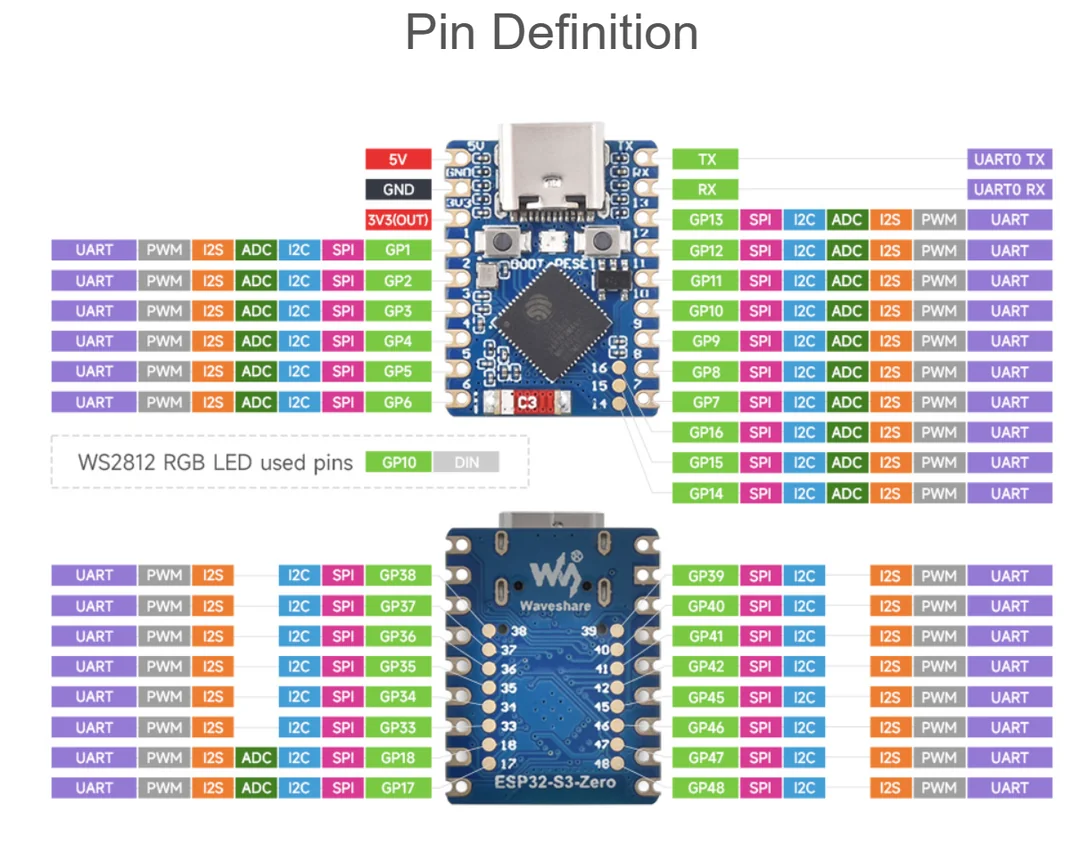 Pin Definition
5V TX
5V TX UART0 TX
GND RX
GND RX UART0 RX
3V3 13
3V3(OUT) GP13 SPI I2C ADC I2S PWM UART
1 12
UART PWM I2S ADC I2C SPI GP1 GP12 SPI I2C ADC I2S PWM UART
2 BOOT RESET 11
UART PWM I2S ADC I2C SPI GP2 GP11 SPI I2C ADC I2S PWM UART
3 10
UART PWM I2S ADC I2C SPI GP3 GP10 SPI I2C ADC I2S PWM UART
4 9
UART PWM I2S ADC I2C SPI GP4 GP9 SPI I2C ADC I2S PWM UART
5 8
16
UART PWM I2S ADC I2C SPI GP5 GP8 SPI I2C ADC I2S PWM UART
6 15 7
UART PWM I2S ADC I2C SPI GP6 C3 14 GP7 SPI I2C ADC I2S PWM UART
GP16 SPI I2C ADC I2S PWM UART
WS2812 RGB LED used pins GP10 DIN
GP15 SPI I2C ADC I2S PWM UART
GP14 SPI I2C ADC I2S PWM UART
UART PWM I2S I2C SPI GP38 GP39 SPI I2C I2S PWM UART
Waveshare
UART PWM I2S I2C SPI GP37 GP40 SPI I2C I2S PWM UART
38 39
UART PWM I2S I2C SPI GP36 GP41 SPI I2C I2S PWM UART
37 40
UART PWM I2S I2C SPI GP35 36 41 GP42 SPI I2C I2S PWM UART
35 42
UART PWM I2S I2C SPI GP34 GP45 SPI I2C I2S PWM UART
34 45
UART PWM I2S I2C SPI GP33 33 46 GP46 SPI I2C I2S PWM UART
18 47
UART PWM I2S ADC I2C SPI GP18 GP47 SPI I2C I2S PWM UART
17 48
ESP32-S3-Zero
UART PWM I2S ADC I2C SPI GP17 GP48 SPI I2C I2S PWM UART